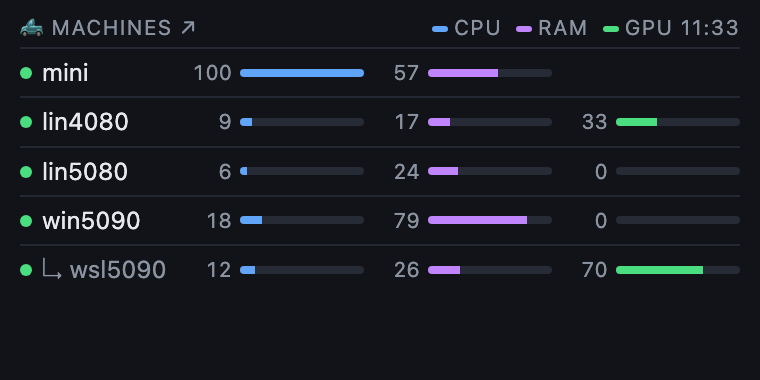 MACHINES ↗ CPU RAM GPU 11:33
mini 100 57
lin4080 9 17 33
lin5080 6 24 0
win5090 18 79 0
wsl5090 12 26 70